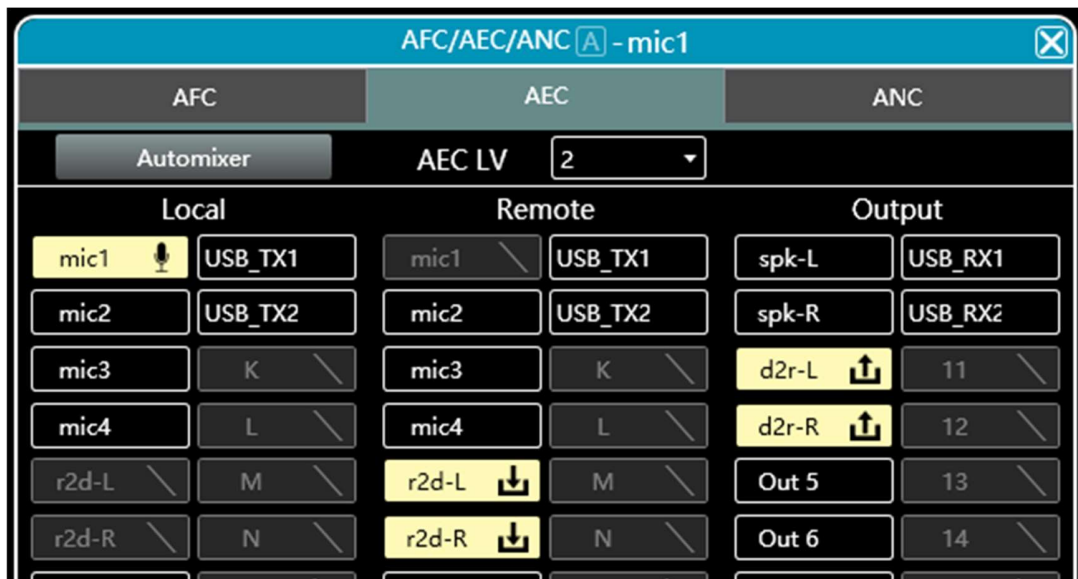 AFC/AEC/ANC A - mic1
AFC AEC ANC
Automixer AEC LV 2
Local Remote Output
mic1 USB_TX1 mic1 USB_TX1 spk-L USB_RX1
mic2 USB_TX2 mic2 USB_TX2 spk-R USB_RX2
mic3 K mic3 K d2r-L 11
mic4 L mic4 L d2r-R 12
r2d-L M r2d-L M Out 5 13
r2d-R N r2d-R N Out 6 14